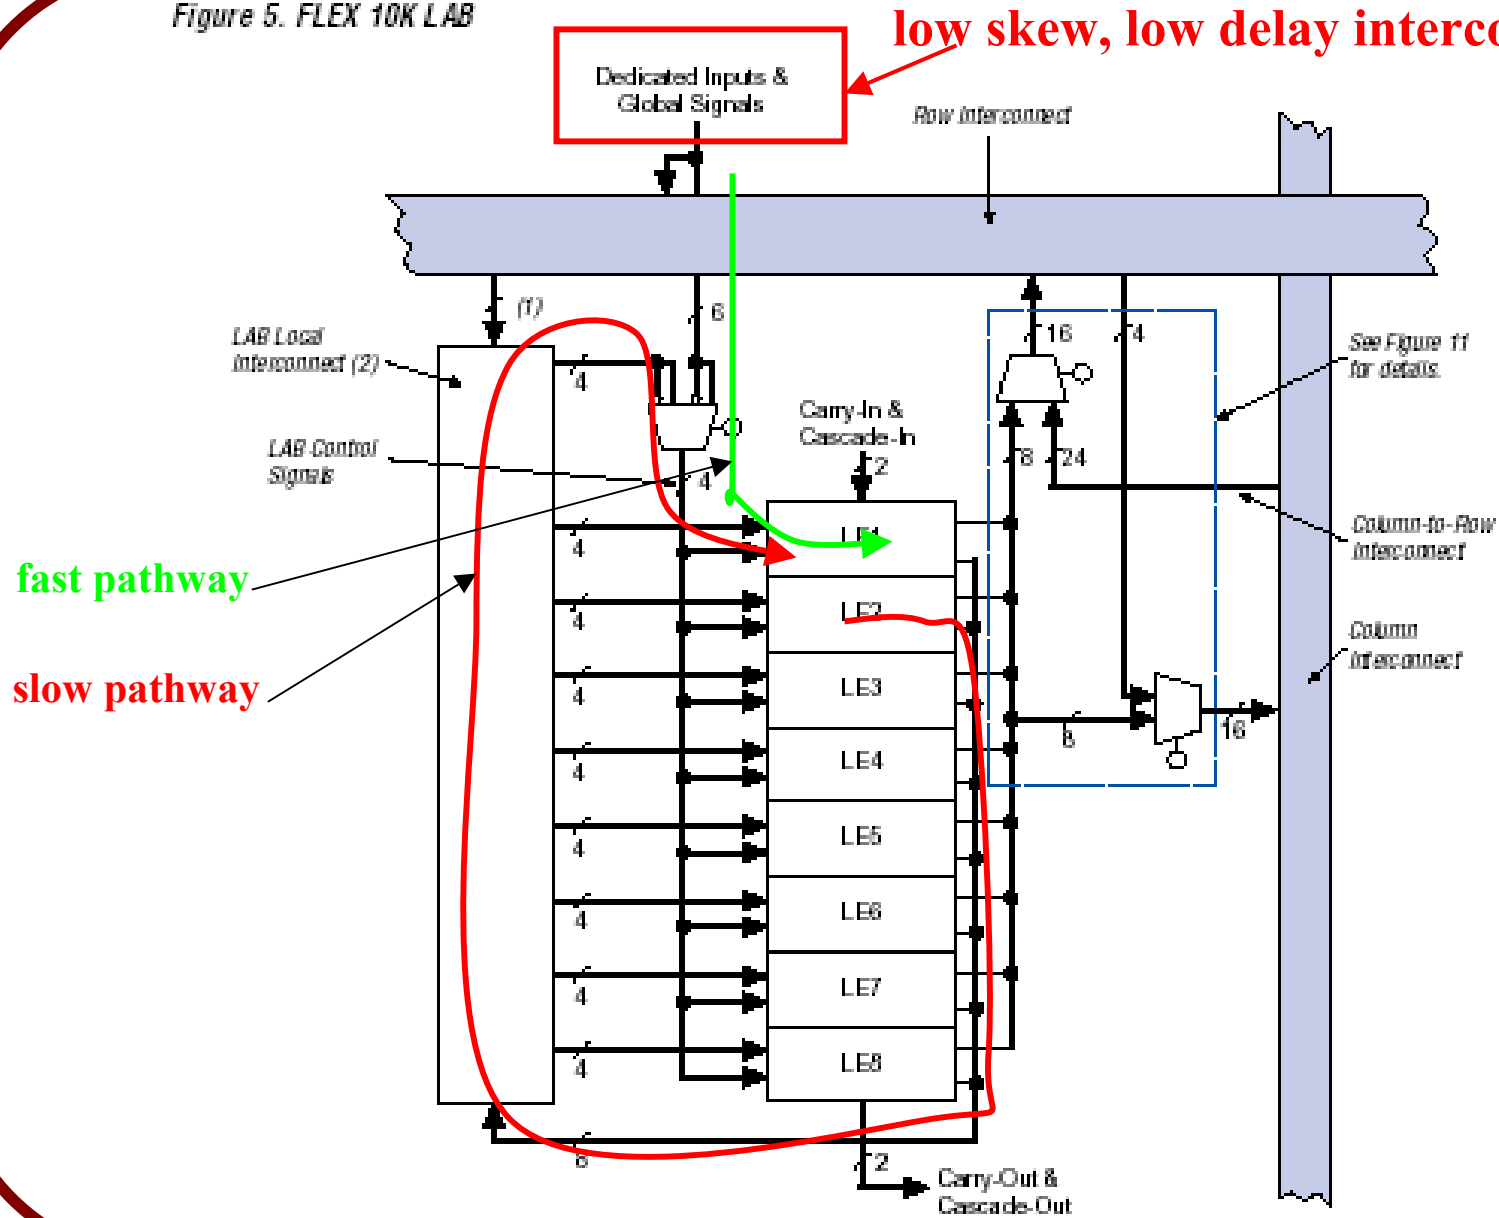 Figure 5. FLEX 10K LAB
low skew, low delay interco
Dedicated Inputs &
Global Signals
Row Interconnect
(1)
6
16
4
LAB Local
Interconnect (2)
4
See Figure 11
for details.
Carry-In &
Cascade-In
LAB Control
Signals
4
2
8
24
4
LE1
Column-to-Row
Interconnect
fast pathway
4
LE2
Column
Interconnect
slow pathway
4
LE3
8
16
4
LE4
4
LE5
4
LE6
4
LE7
4
LE8
8
2
Carry-Out &
Cascade-Out